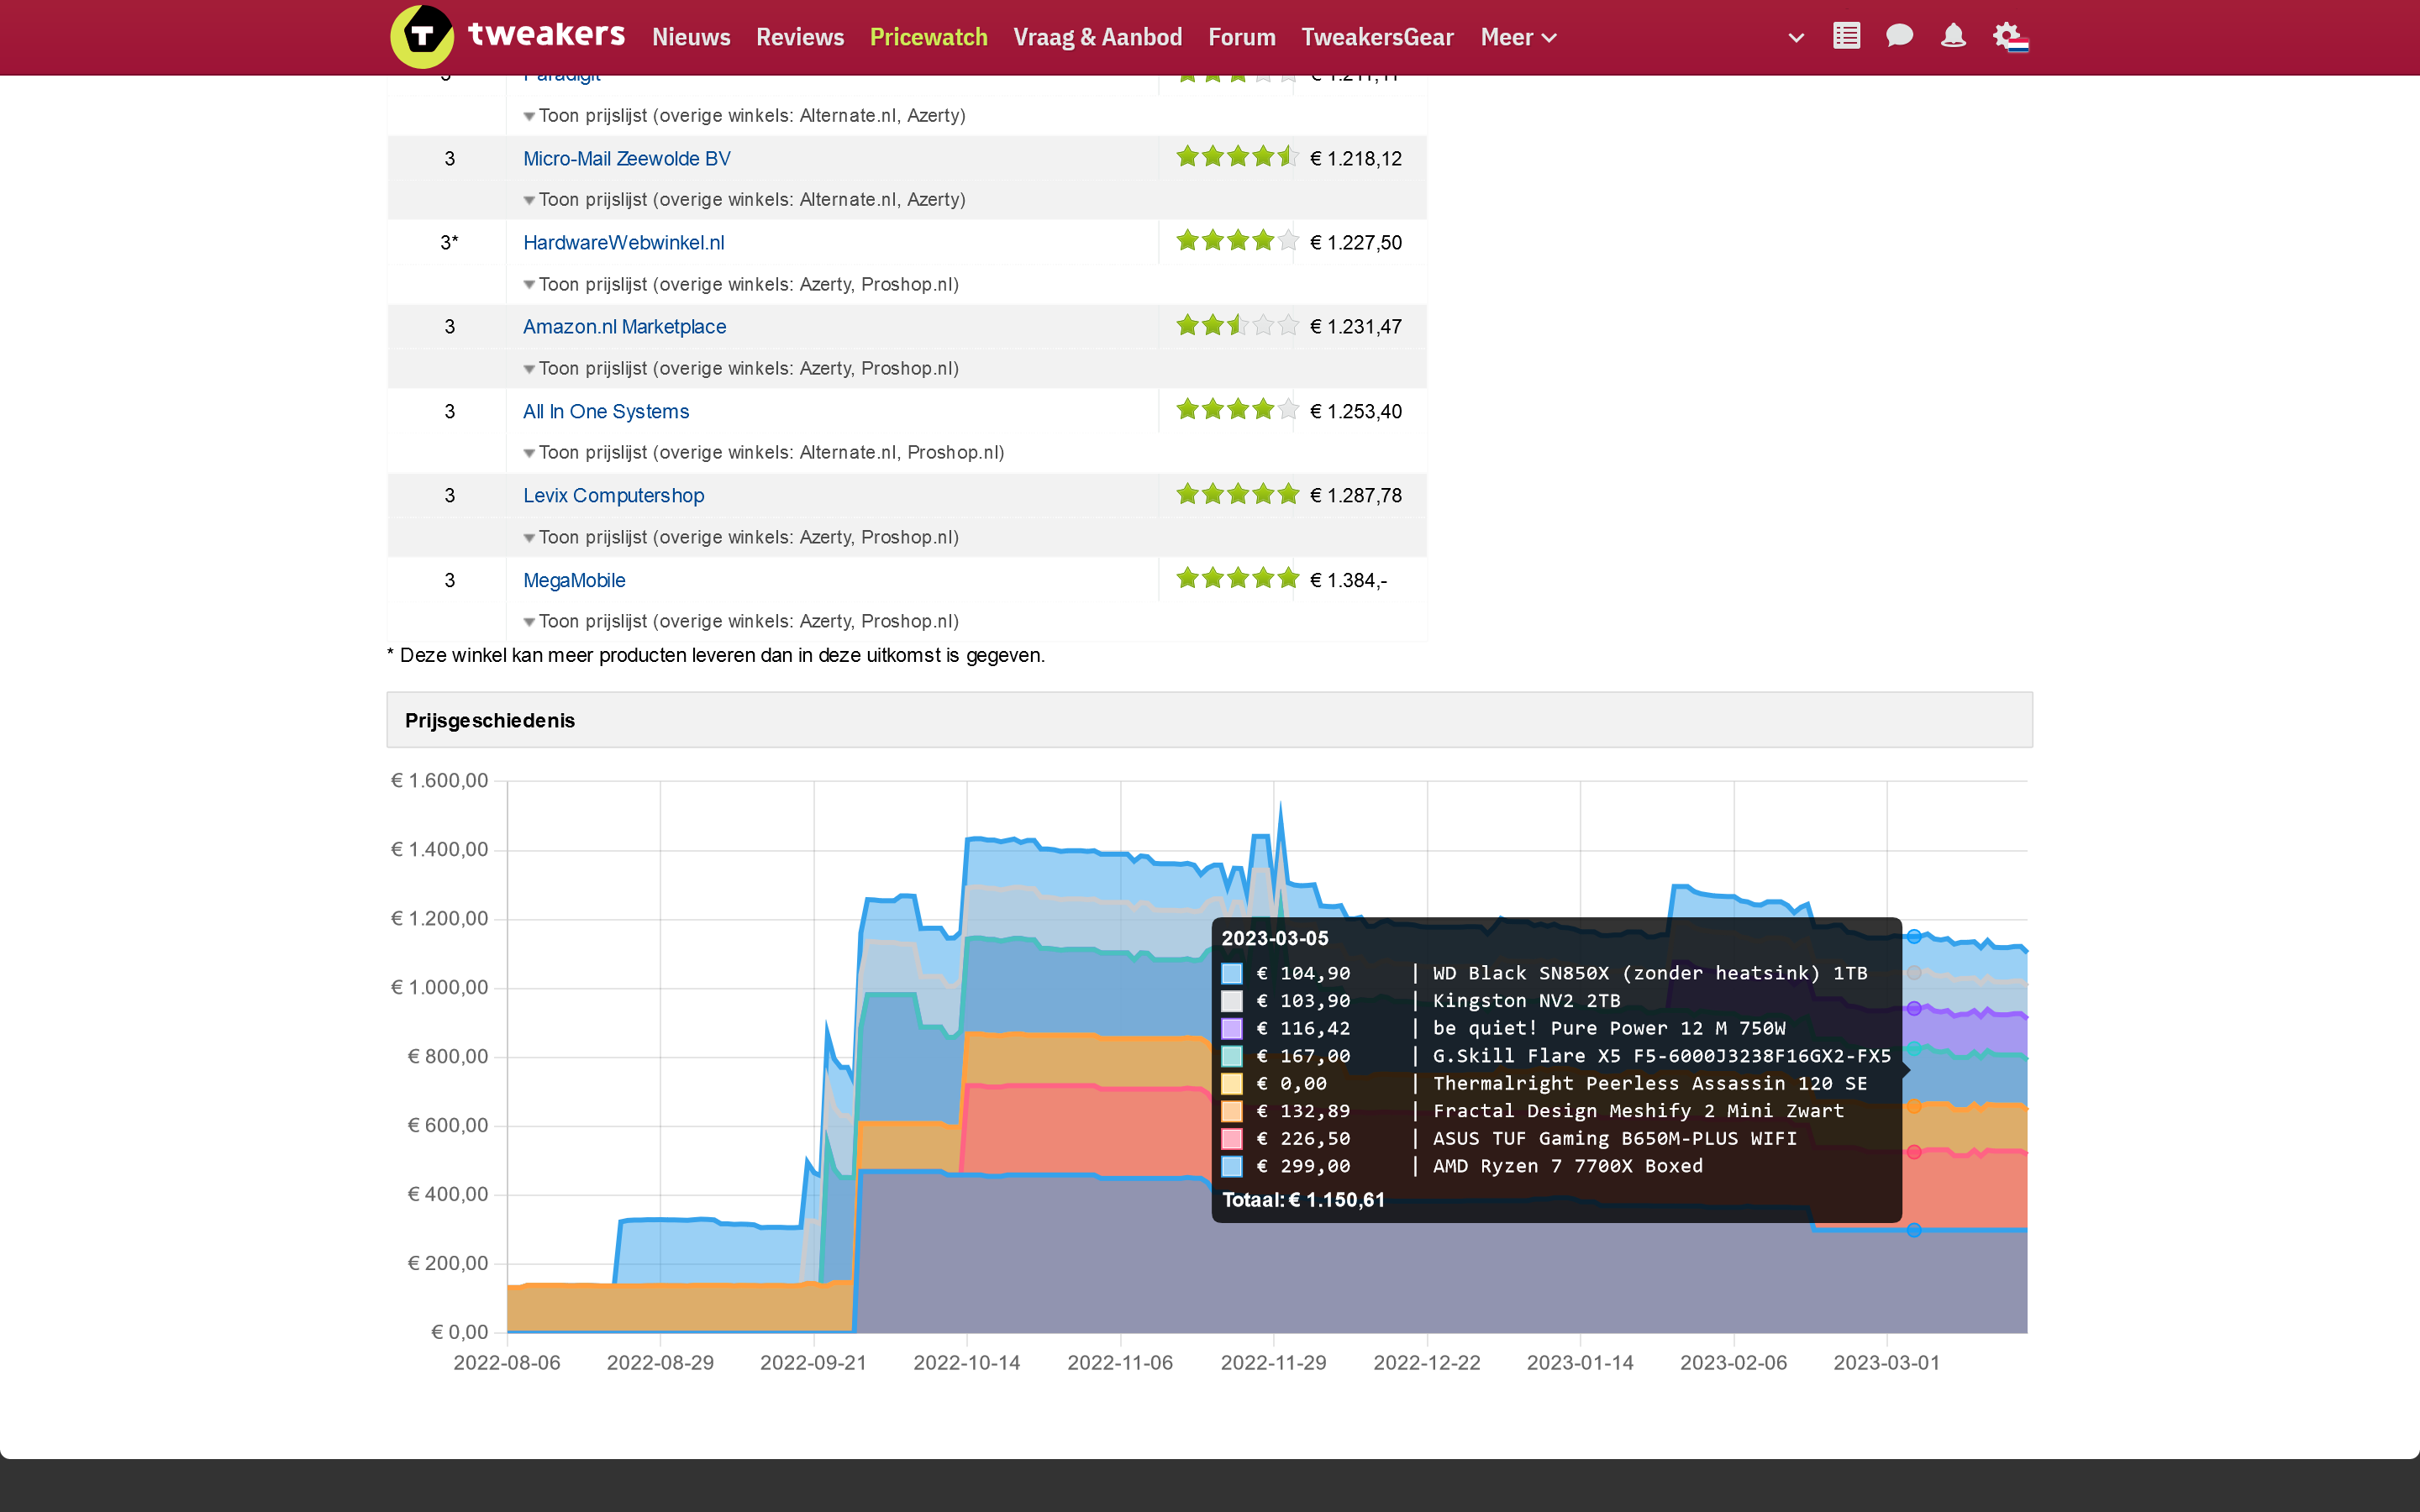 tweakers Nieuws Reviews Pricewatch Vraag & Aanbod Forum TweakersGear Meer
Paradigit
Toon prijslijst (overige winkels: Alternate.nl, Azerty)
3 Micro-Mail Zeewolde BV € 1.218,12
Toon prijslijst (overige winkels: Alternate.nl, Azerty)
3* HardwareWebwinkel.nl € 1.227,50
Toon prijslijst (overige winkels: Azerty, Proshop.nl)
3 Amazon.nl Marketplace € 1.231,47
Toon prijslijst (overige winkels: Azerty, Proshop.nl)
3 All In One Systems € 1.253,40
Toon prijslijst (overige winkels: Alternate.nl, Proshop.nl)
3 Levix Computershop € 1.287,78
Toon prijslijst (overige winkels: Azerty, Proshop.nl)
3 MegaMobile € 1.384,-
Toon prijslijst (overige winkels: Azerty, Proshop.nl)
* Deze winkel kan meer producten leveren dan in deze uitkomst is gegeven.
Prijsgeschiedenis
€ 1.600,00
€ 1.400,00
€ 1.200,00
€ 1.000,00
€ 800,00
€ 600,00
€ 400,00
€ 200,00
€ 0,00
2023-03-05
€ 104,90 | WD Black SN850X (zonder heatsink) 1TB
€ 103,90 | Kingston NV2 2TB
€ 116,42 | be quiet! Pure Power 12 M 750W
€ 167,00 | G.Skill Flare X5 F5-6000J3238F16GX2-FX5
€ 0,00 | Thermalright Peerless Assassin 120 SE
€ 132,89 | Fractal Design Meshify 2 Mini Zwart
€ 226,50 | ASUS TUF Gaming B650M-PLUS WIFI
€ 299,00 | AMD Ryzen 7 7700X Boxed
Totaal: € 1.150,61
2022-08-06 2022-08-29 2022-09-21 2022-10-14 2022-11-06 2022-11-29 2022-12-22 2023-01-14 2023-02-06 2023-03-01